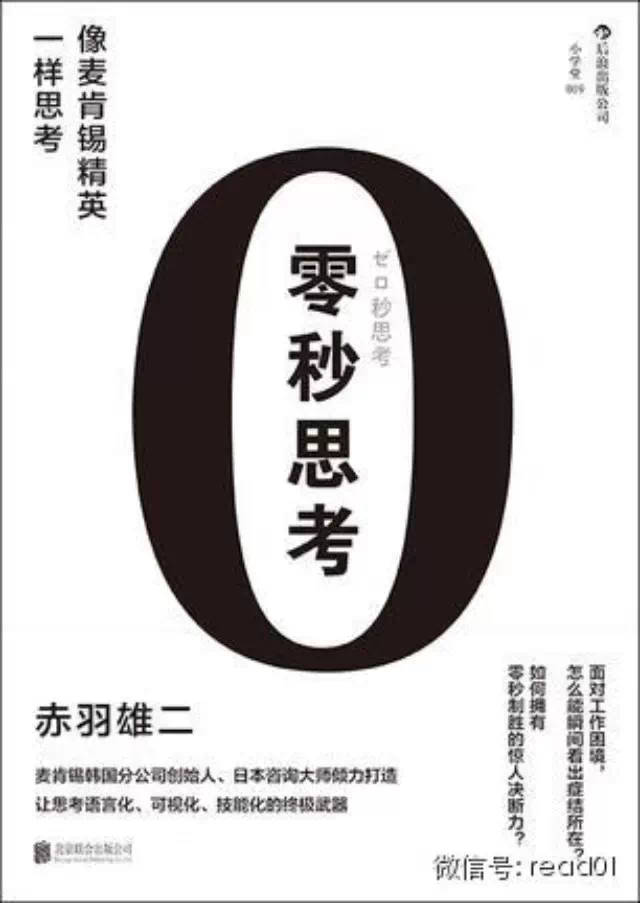 像麦肯锡精英
一样思考
后浪出版公司
小学堂
009
零秒思考
ゼロ秒思考
赤羽雄二
麦肯锡韩国分公司创始人、日本咨询大师倾力打造
让思考语言化、可视化、技能化的终极武器
面对工作困境，
怎么能瞬间看出症结所在？
如何拥有
零秒制胜的惊人决断力？
北京联合出版公司
微信号: read01